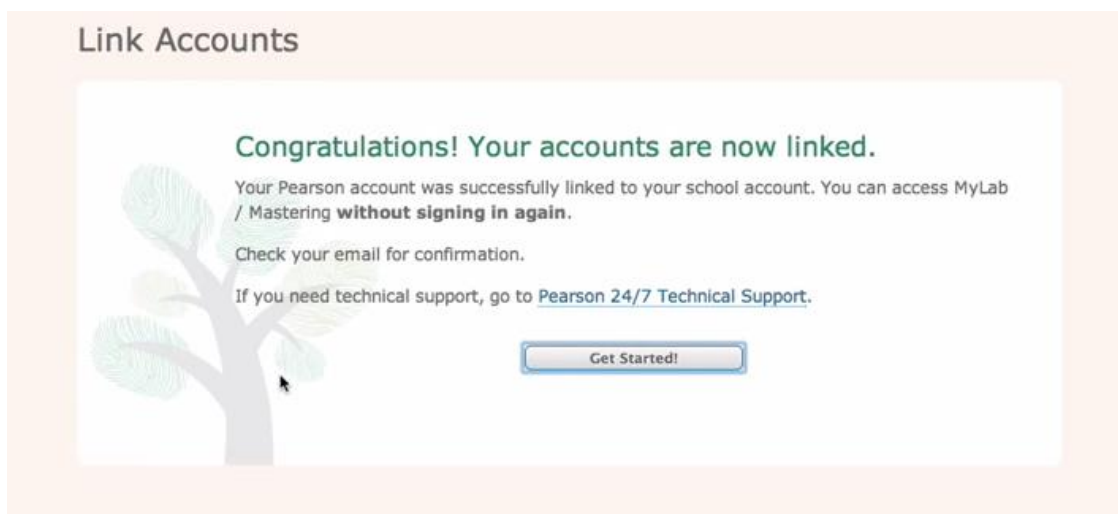 Link Accounts
Congratulations! Your accounts are now linked.
Your Pearson account was successfully linked to your school account. You can access MyLab
/ Mastering without signing in again.
Check your email for confirmation.
If you need technical support, go to Pearson 24/7 Technical Support.
Get Started!